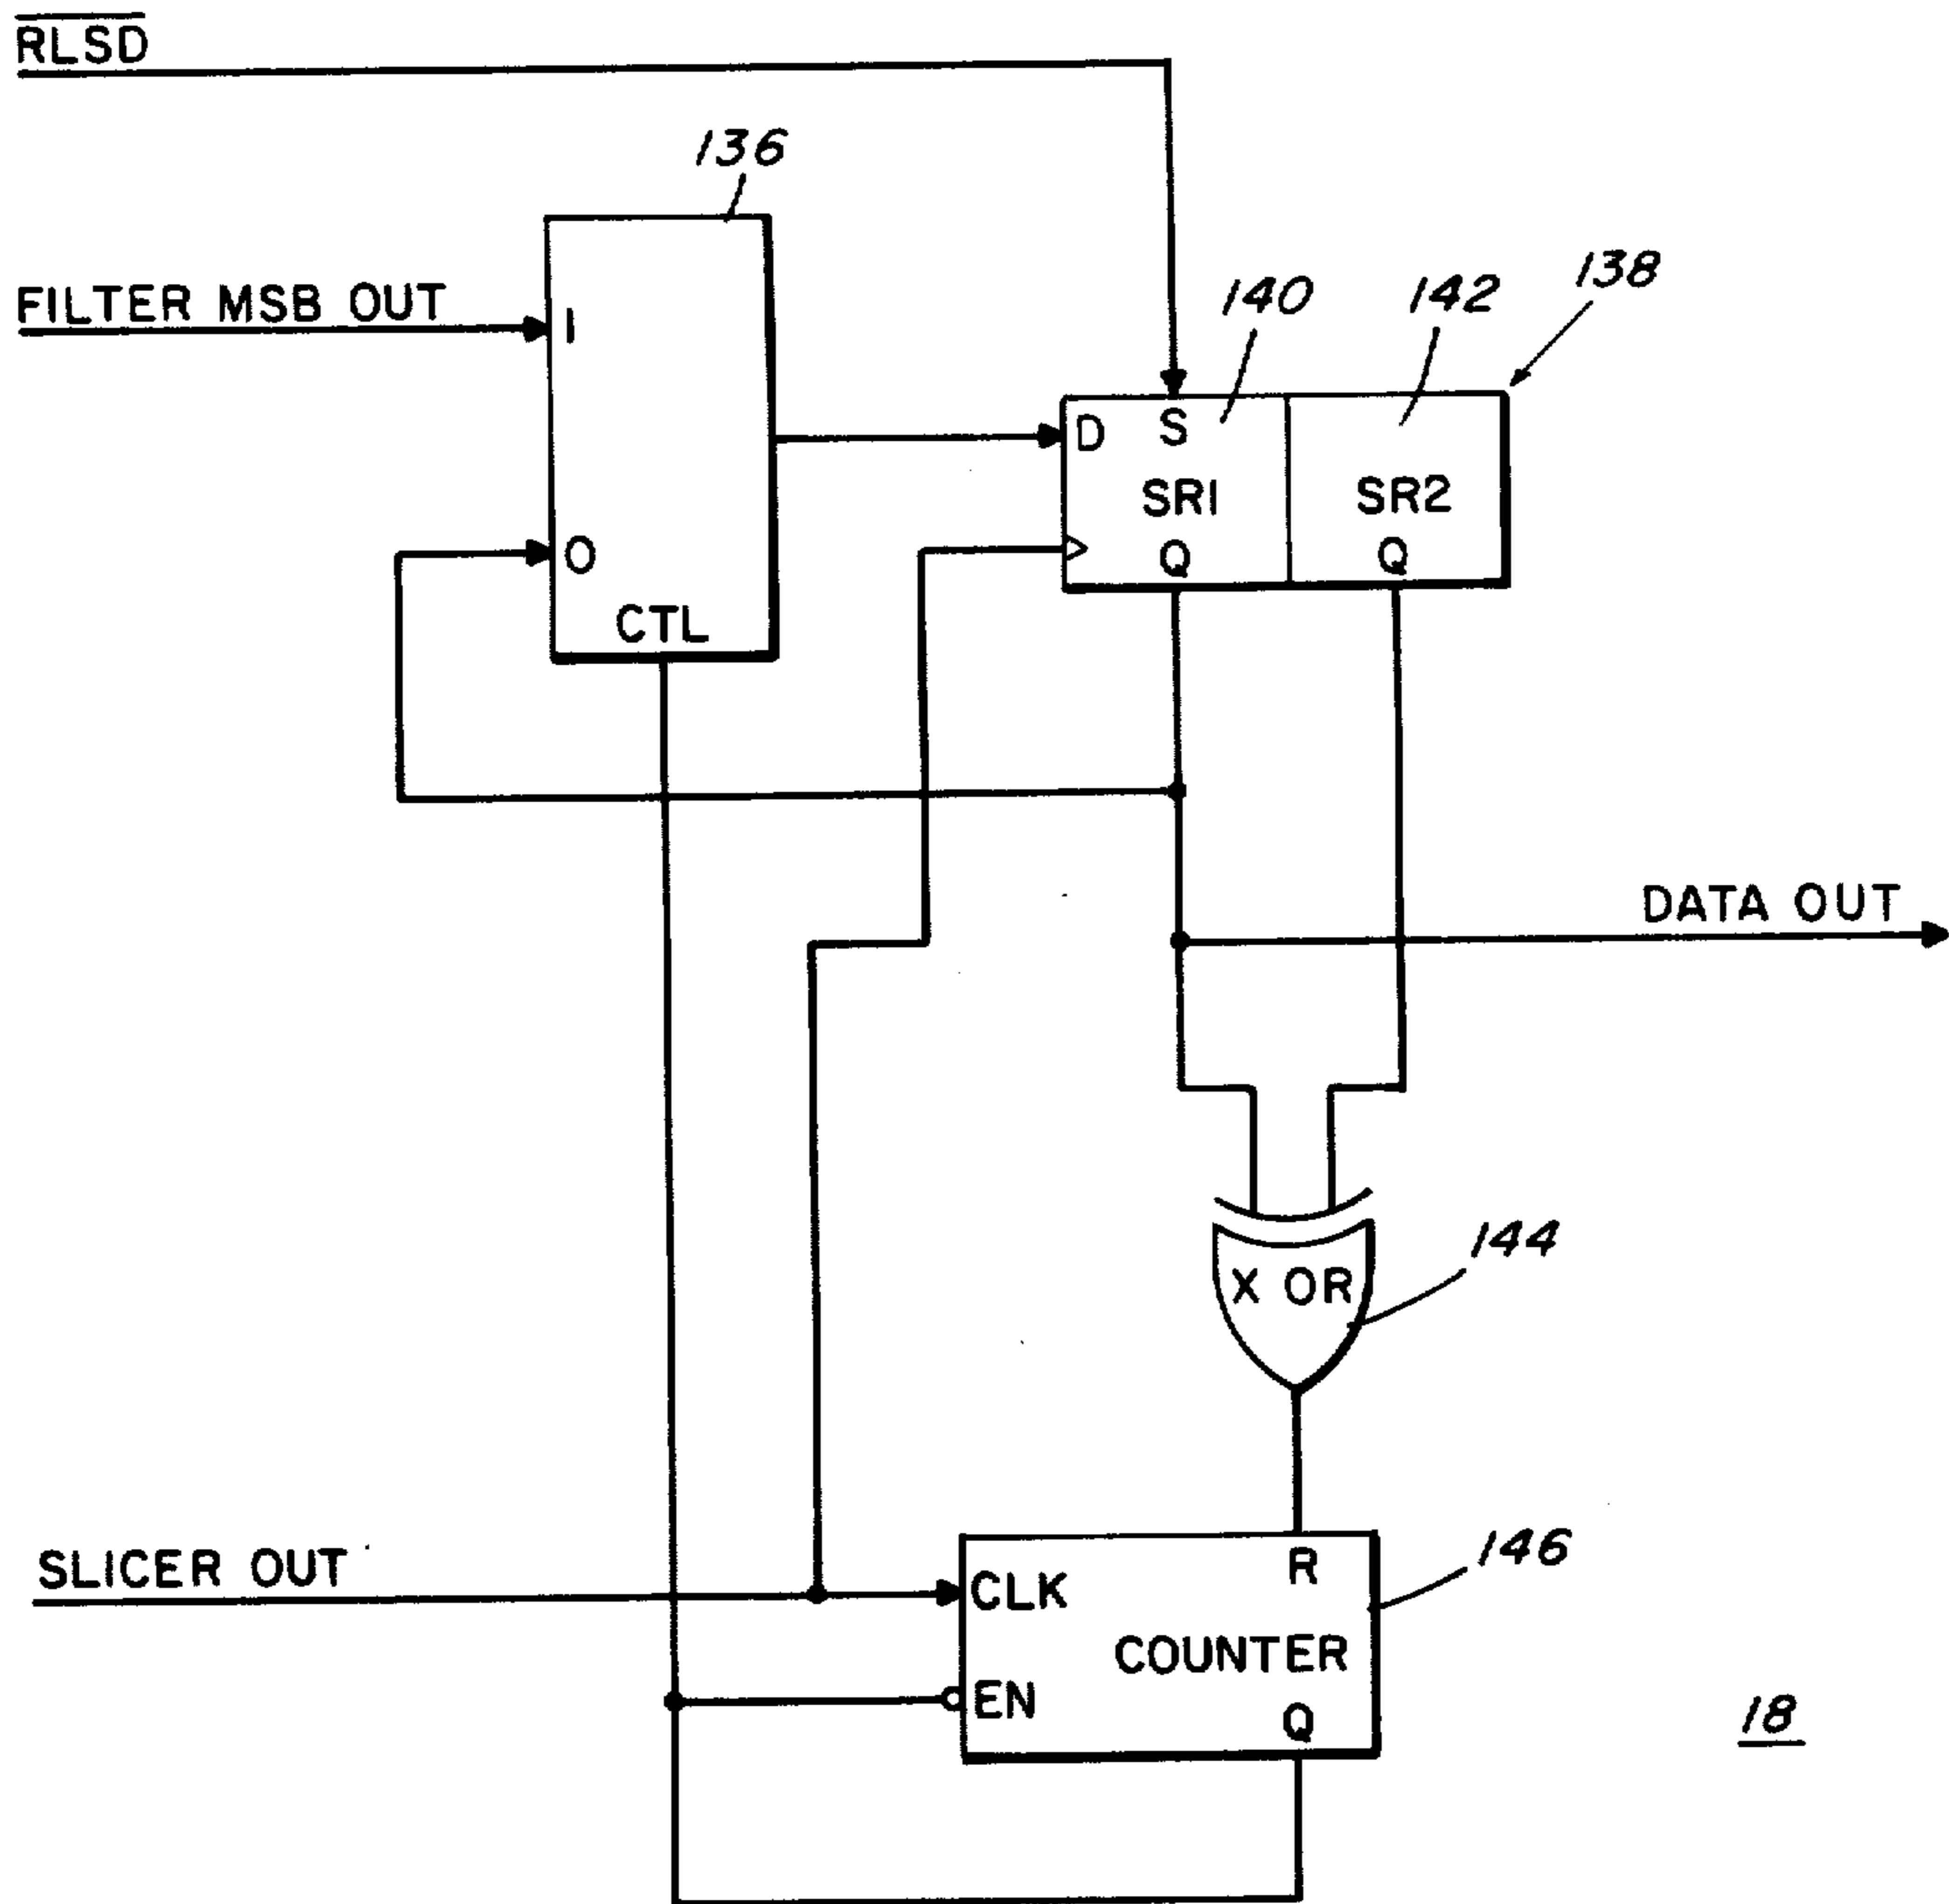 RLSD
136
FILTER MSB OUT
I
140
142
138
D
S
SR1
SR2
O
Q
Q
CTL
DATA OUT
X OR
144
SLICER OUT
CLK
R
146
COUNTER
EN
Q
18